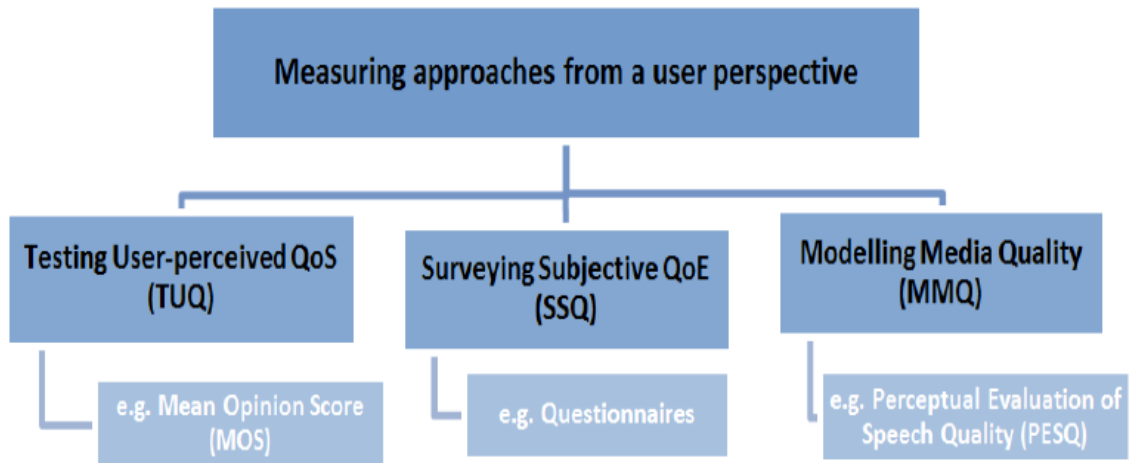 Measuring approaches from a user perspective
Testing User-perceived QoS
(TUQ)
e.g. Mean Opinion Score
(MOS)
Surveying Subjective QoE
(SSQ)
e.g. Questionnaires
Modelling Media Quality
(MMQ)
e.g. Perceptual Evaluation of
Speech Quality (PESQ)